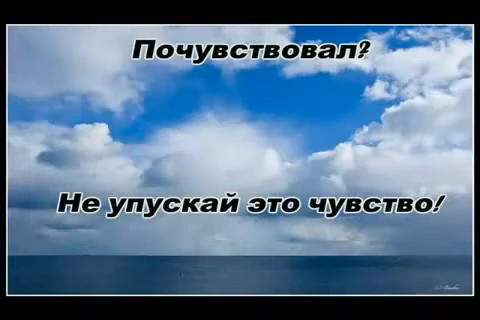 Почувствовал?
Не упускай это чувство!